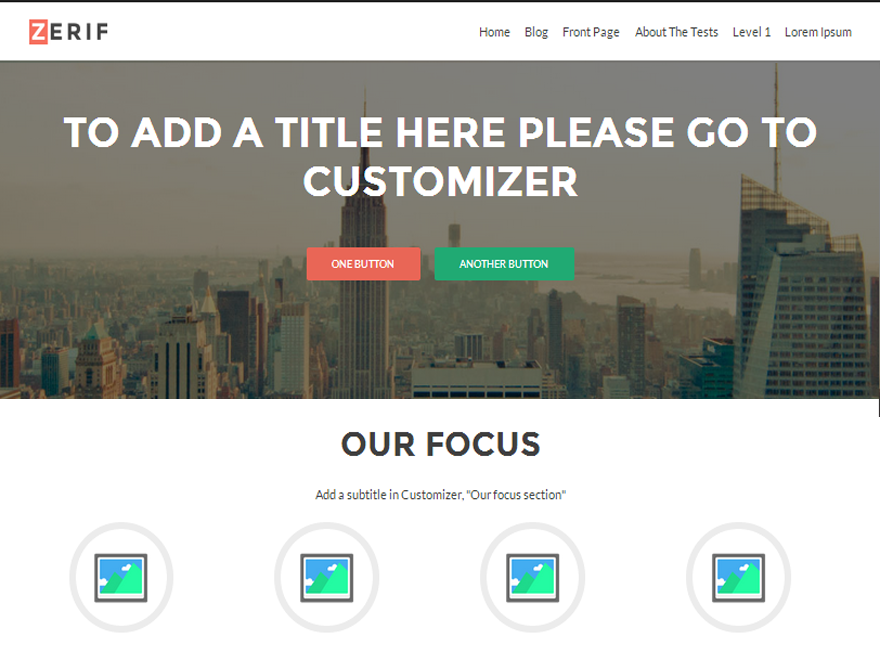 ZERIF
Home Blog Front Page About The Tests Level 1 Lorem Ipsum
TO ADD A TITLE HERE PLEASE GO TO
CUSTOMIZER
ONE BUTTON ANOTHER BUTTON
OUR FOCUS
Add a subtitle in Customizer, "Our focus section"